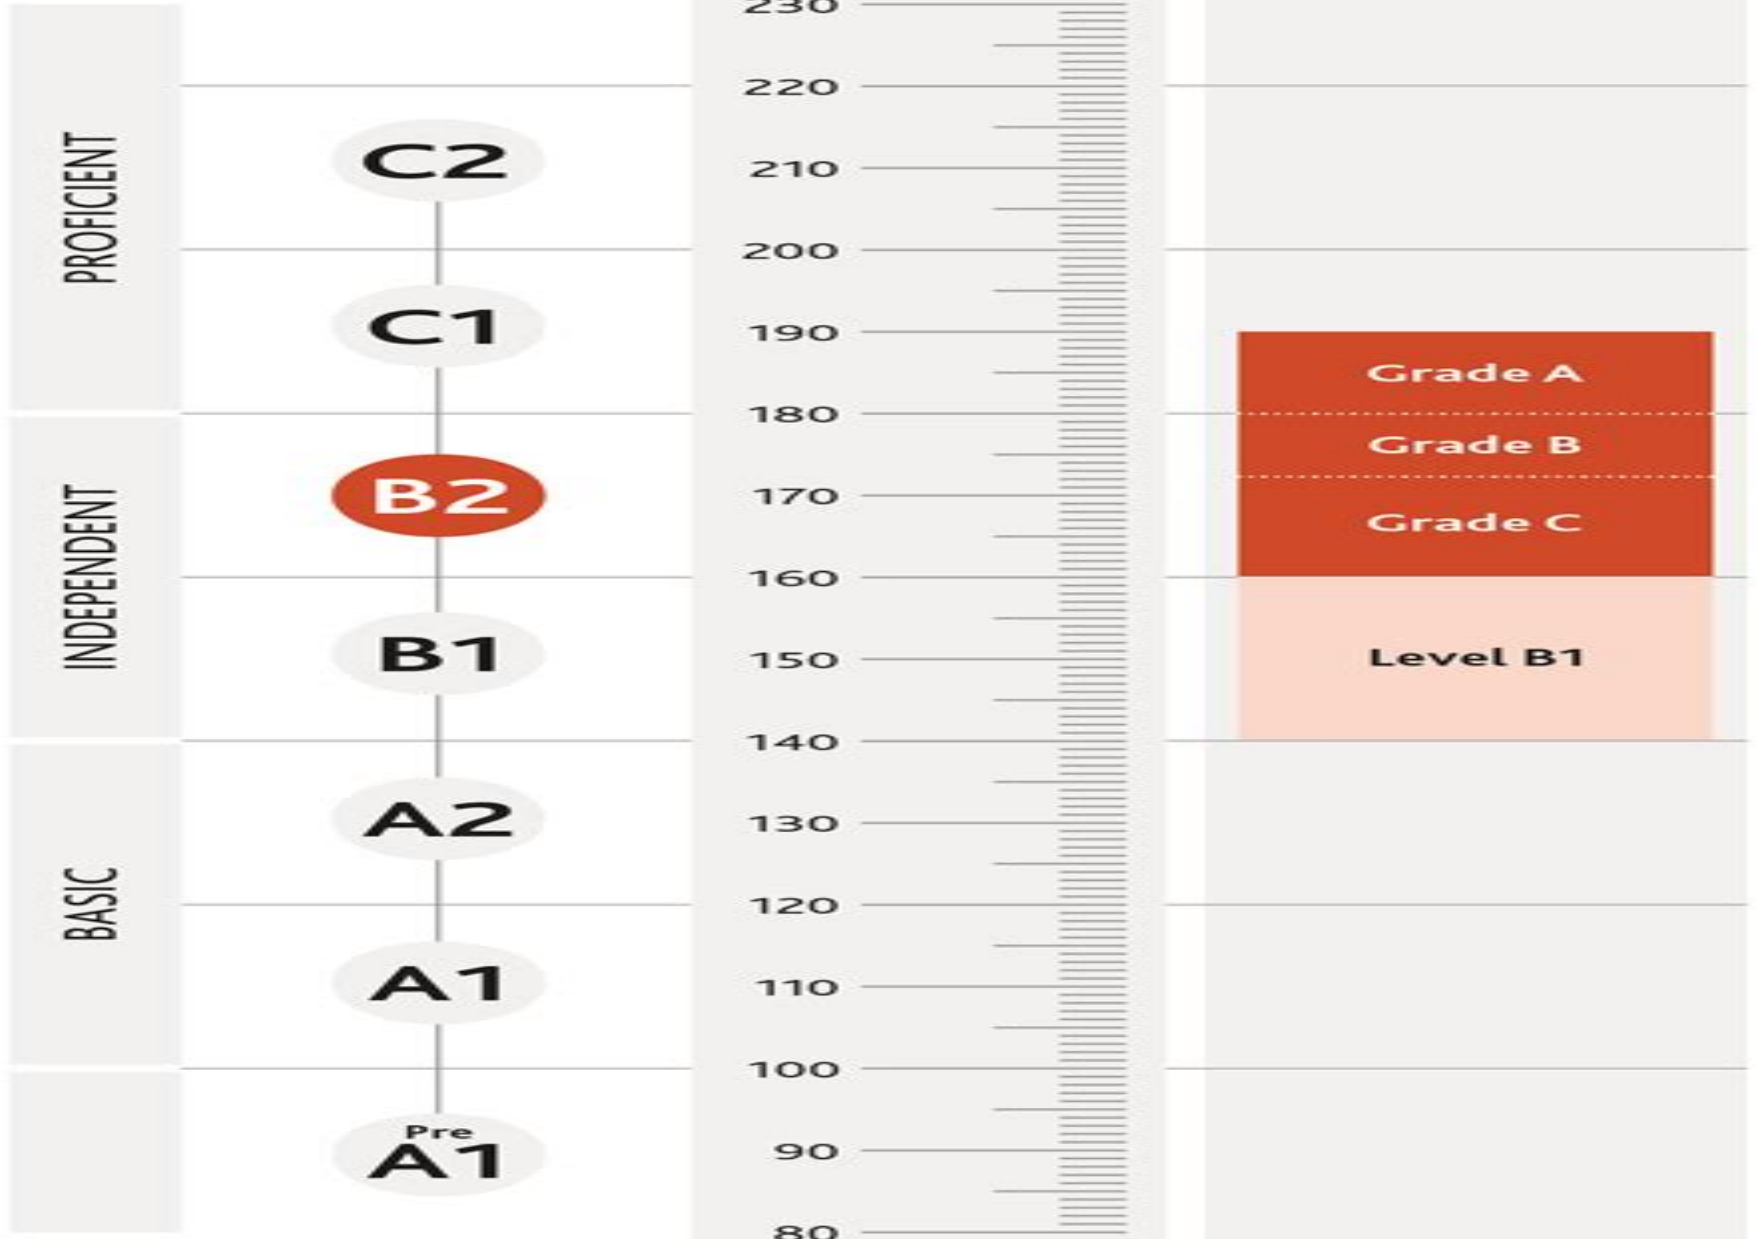 PROFICIENT
INDEPENDENT
BASIC
C2
C1
B2
B1
A2
A1
Pre
A1
230
220
210
200
190
180
170
160
150
140
130
120
110
100
90
80
Grade A
Grade B
Grade C
Level B1